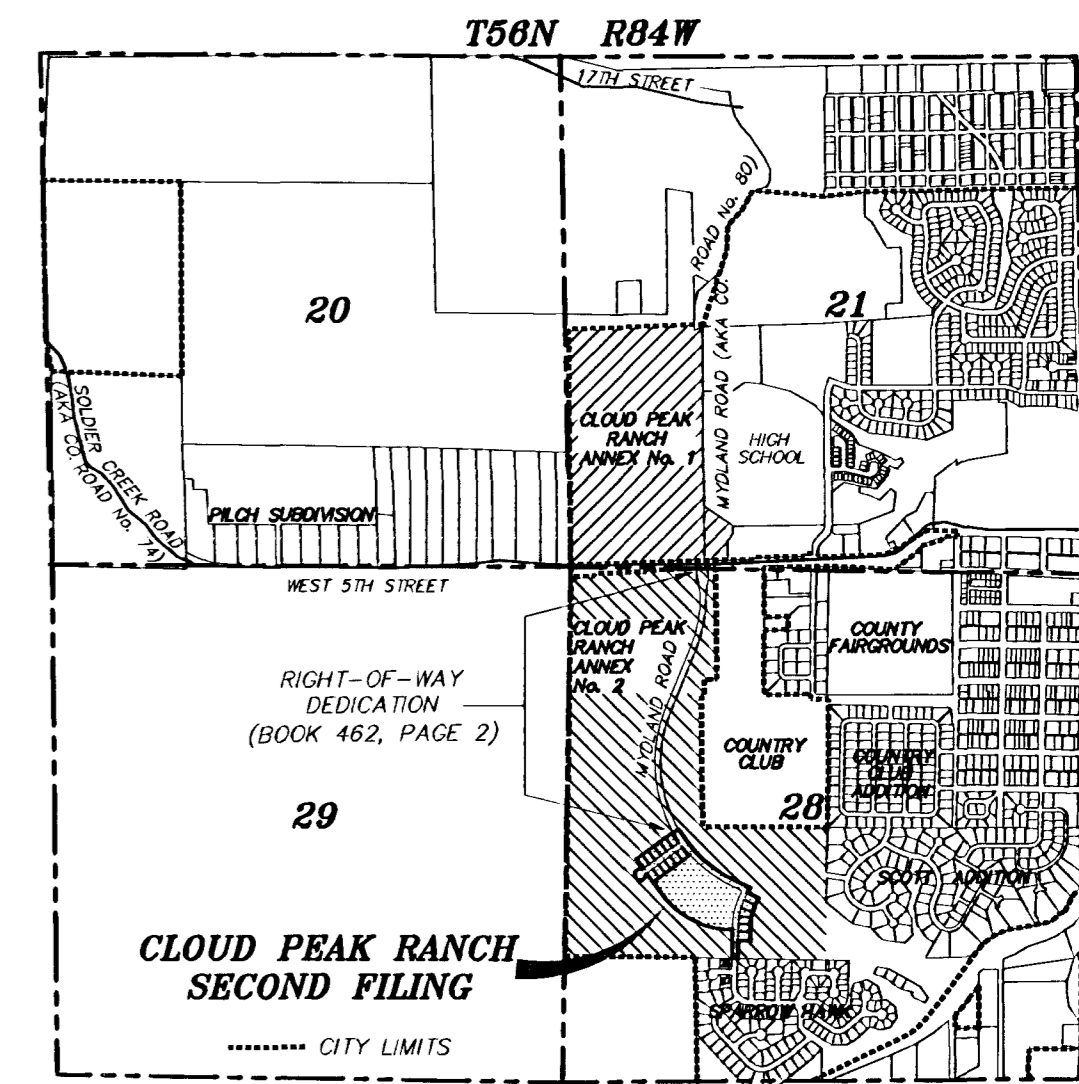 T56N R84W
17TH STREET
MYDLAND ROAD (AKA CO. ROAD No. 80)
20
21
SOLDIER CREEK ROAD
(AKA CO. ROAD No. 74)
CLOUD PEAK
RANCH
ANNEX No. 1
HIGH
SCHOOL
PILCH SUBDIVISION
WEST 5TH STREET
CLOUD PEAK
RANCH
ANNEX
No. 2
MYDLAND ROAD
COUNTY
FAIRGROUNDS
RIGHT-OF-WAY
DEDICATION
(BOOK 462, PAGE 2)
COUNTRY
CLUB
COUNTRY
CLUB
ADDITION
29
28
SCOTT ADDITION
CLOUD PEAK RANCH
SECOND FILING
SPARROW HAWK
CITY LIMITS